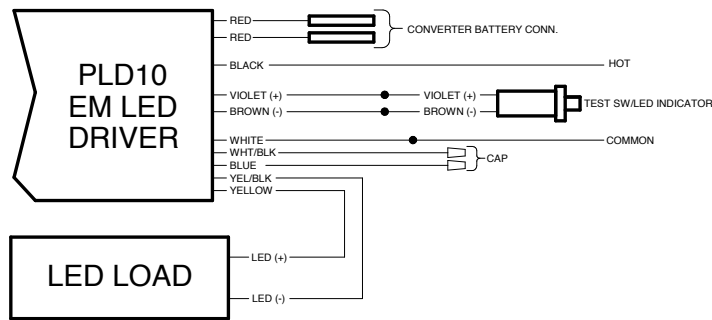 RED
RED
CONVERTER BATTERY CONN.
BLACK
HOT
PLD10
EM LED
DRIVER
VIOLET (+)
VIOLET (+)
BROWN (-)
BROWN (-)
TEST SW/LED INDICATOR
WHITE
COMMON
WHT/BLK
BLUE
CAP
YEL/BLK
YELLOW
LED LOAD
LED (+)
LED (-)